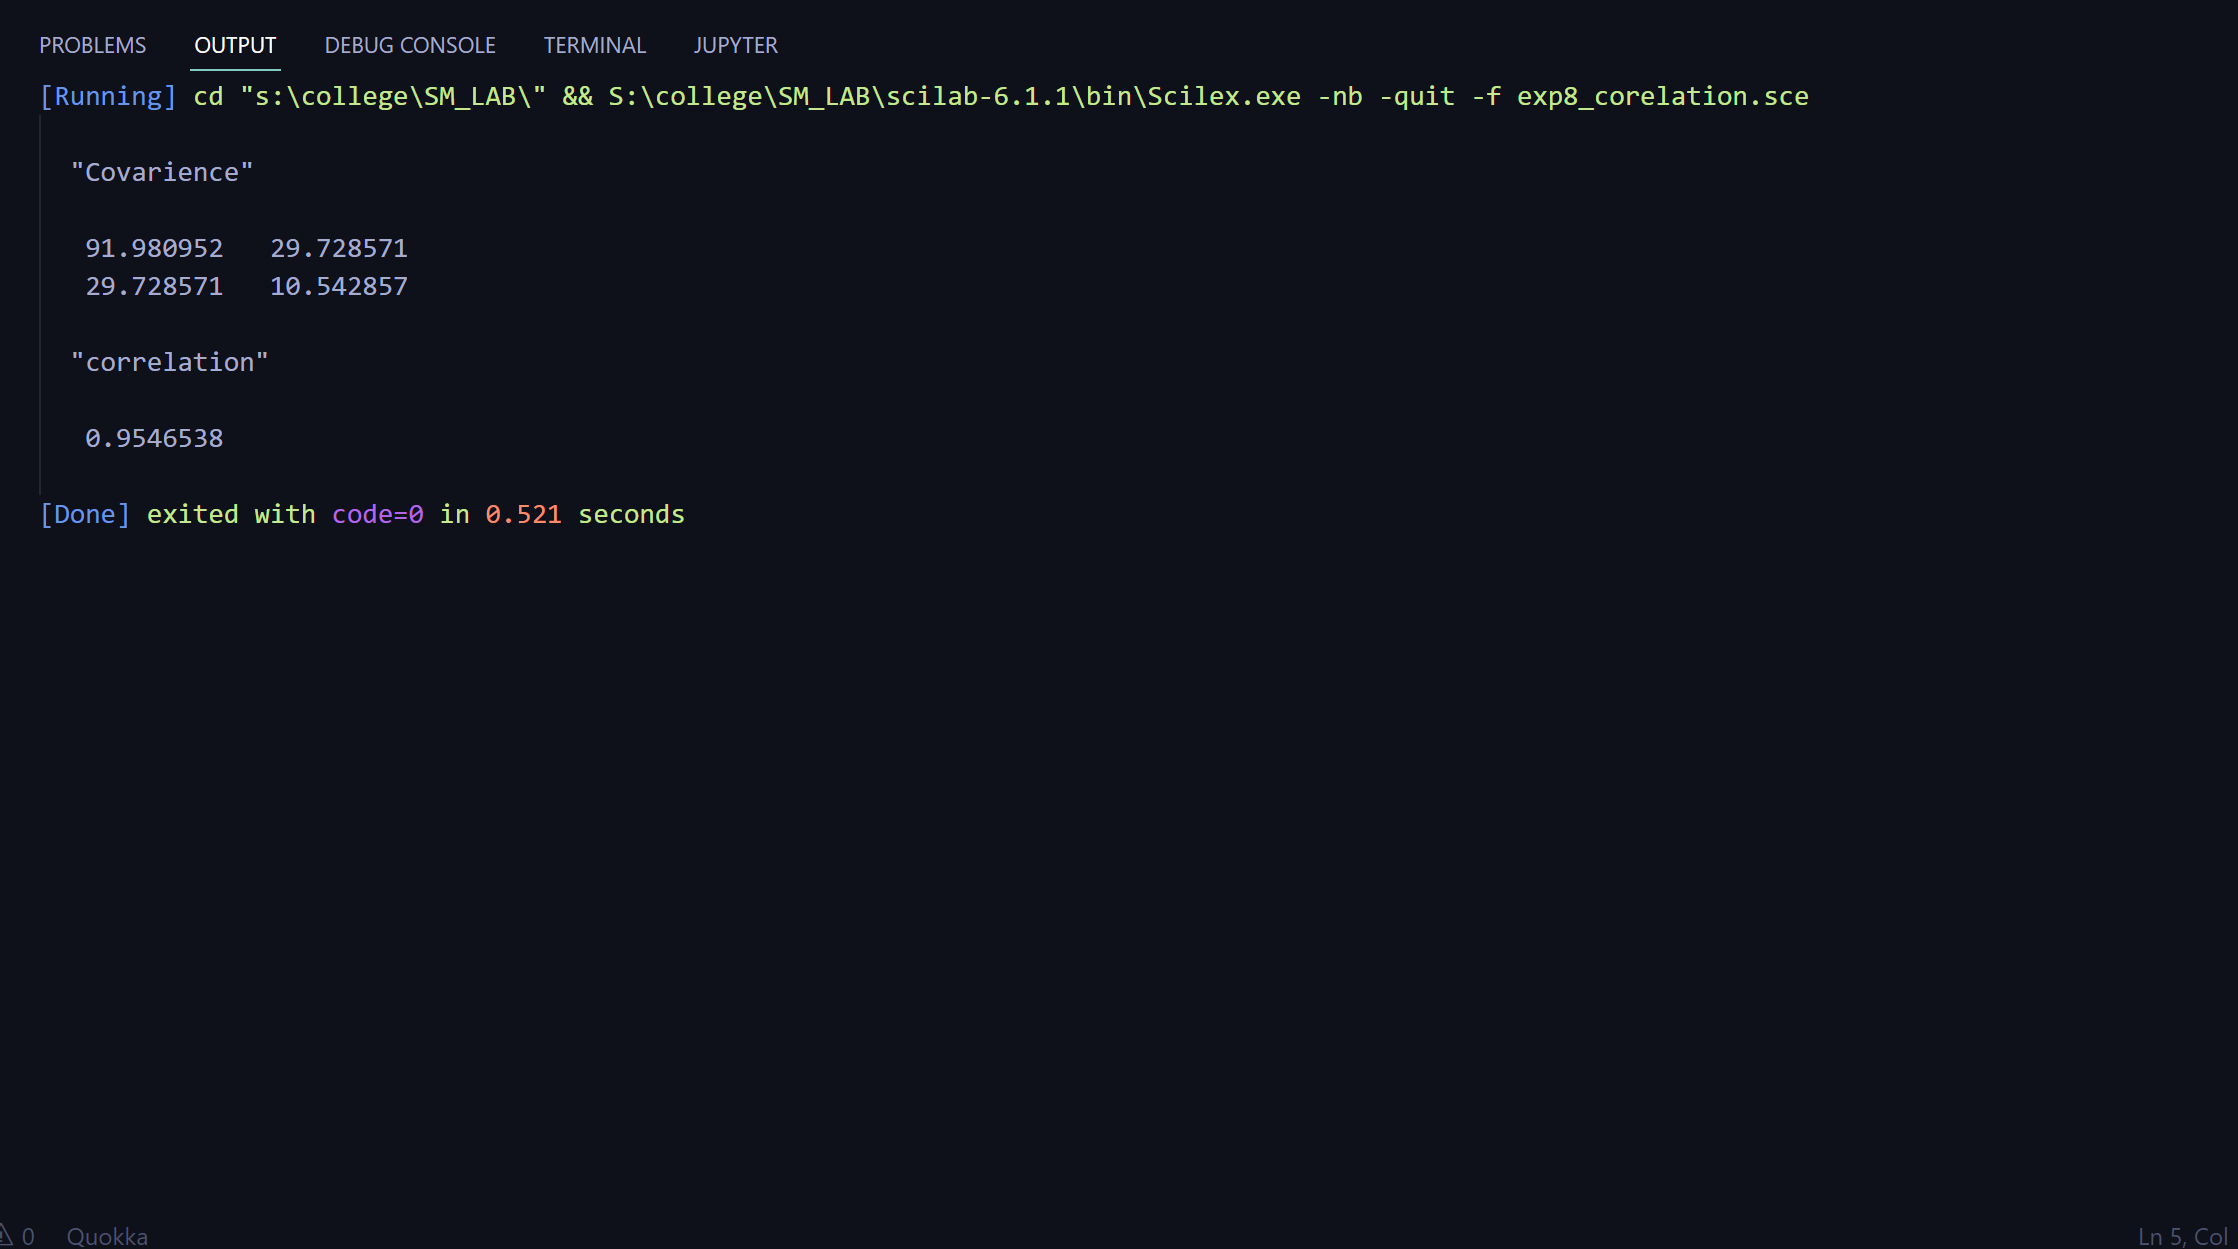 PROBLEMS OUTPUT DEBUG CONSOLE TERMINAL JUPYTER
[Running] cd "s:\college\SM_LAB\" && S:\college\SM_LAB\scilab-6.1.1\bin\Scilex.exe -nb -quit -f exp8_corelation.sce
"Covarience"
91.980952 29.728571
29.728571 10.542857
"correlation"
0.9546538
[Done] exited with code=0 in 0.521 seconds
0 Quokka Ln 5, Col